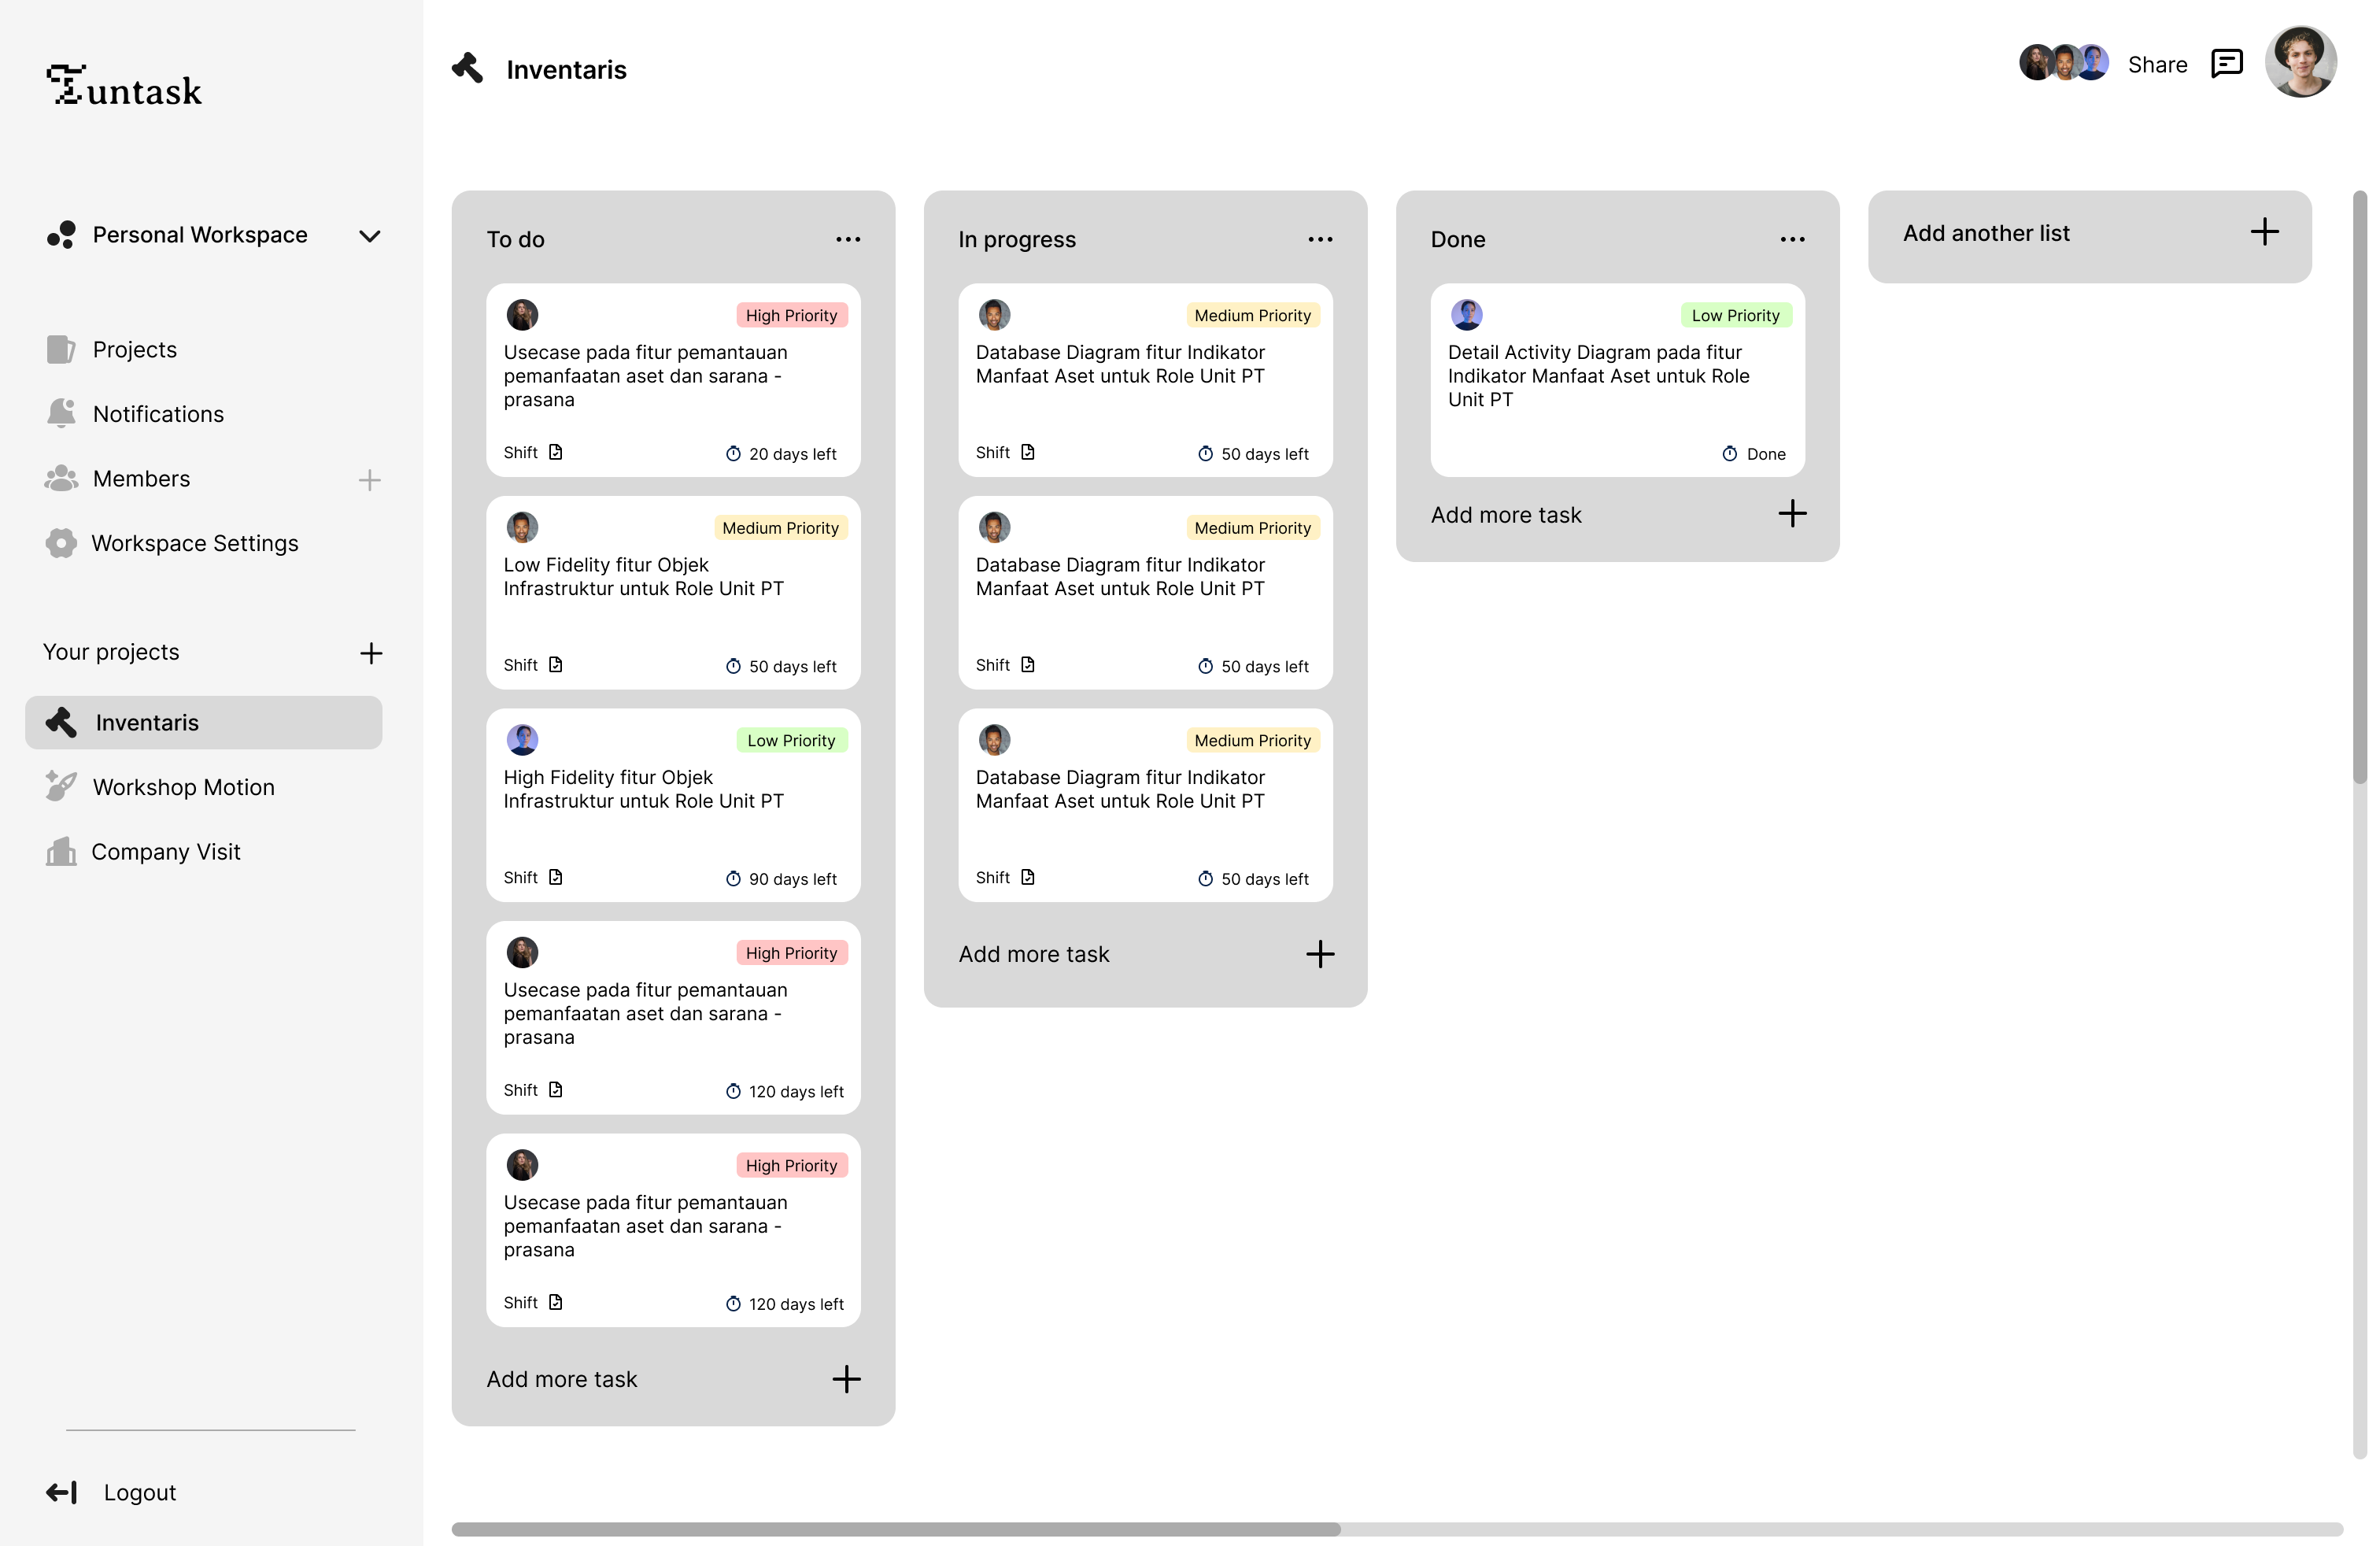 Tuntask
Personal Workspace
Projects
Notifications
Members
Workspace Settings
Your projects
Inventaris
Workshop Motion
Company Visit
Logout
Inventaris
Share
To do
High Priority
Usecase pada fitur pemantauan
pemanfaatan aset dan sarana -
prasana
Shift
20 days left
Medium Priority
Low Fidelity fitur Objek
Infrastruktur untuk Role Unit PT
Shift
50 days left
Low Priority
High Fidelity fitur Objek
Infrastruktur untuk Role Unit PT
Shift
90 days left
High Priority
Usecase pada fitur pemantauan
pemanfaatan aset dan sarana -
prasana
Shift
120 days left
High Priority
Usecase pada fitur pemantauan
pemanfaatan aset dan sarana -
prasana
Shift
120 days left
Add more task
In progress
Medium Priority
Database Diagram fitur Indikator
Manfaat Aset untuk Role Unit PT
Shift
50 days left
Medium Priority
Database Diagram fitur Indikator
Manfaat Aset untuk Role Unit PT
Shift
50 days left
Medium Priority
Database Diagram fitur Indikator
Manfaat Aset untuk Role Unit PT
Shift
50 days left
Add more task
Done
Low Priority
Detail Activity Diagram pada fitur
Indikator Manfaat Aset untuk Role
Unit PT
Done
Add more task
Add another list